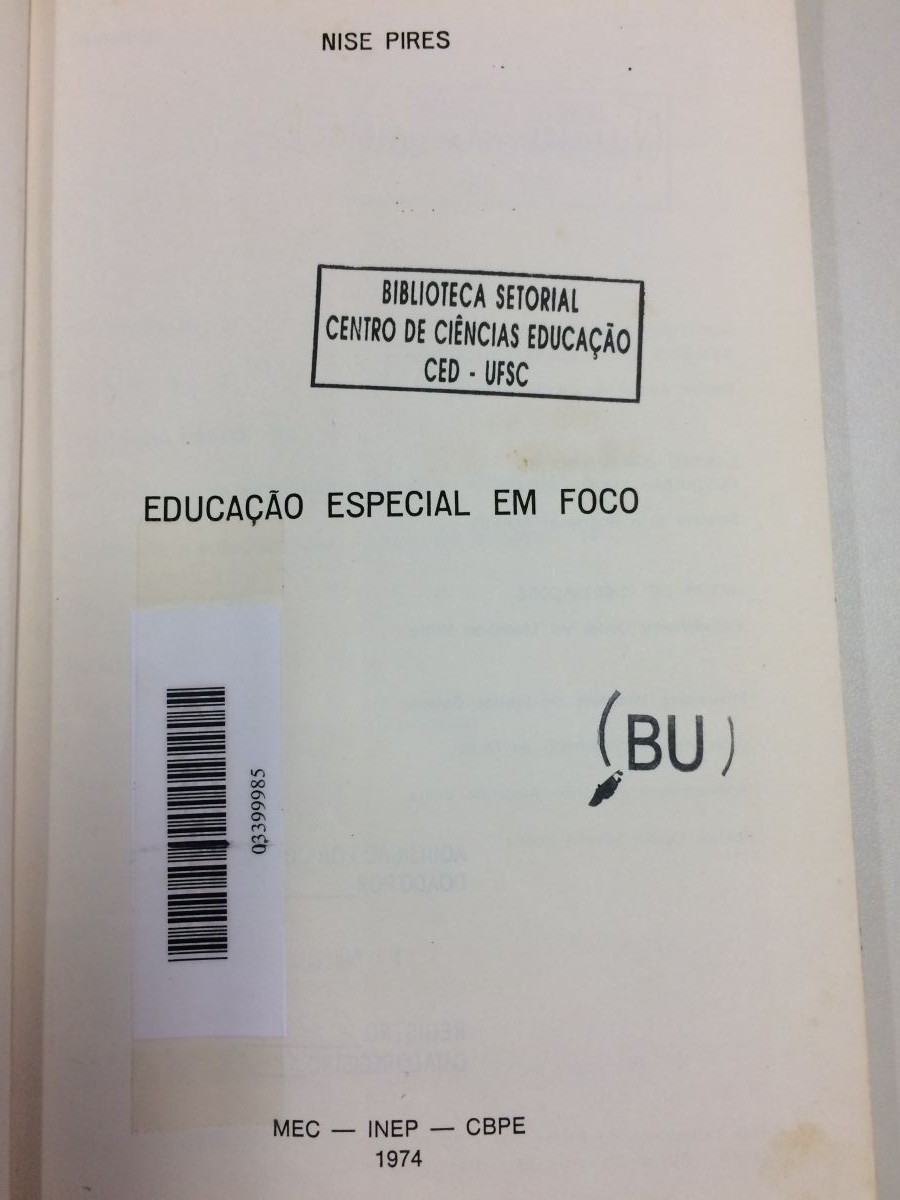 NISE PIRES
BIBLIOTECA SETORIAL
CENTRO DE CIÊNCIAS EDUCAÇÃO
CED - UFSC
EDUCAÇÃO ESPECIAL EM FOCO
(BU)
03399985
MEC — INEP — CBPE
1974